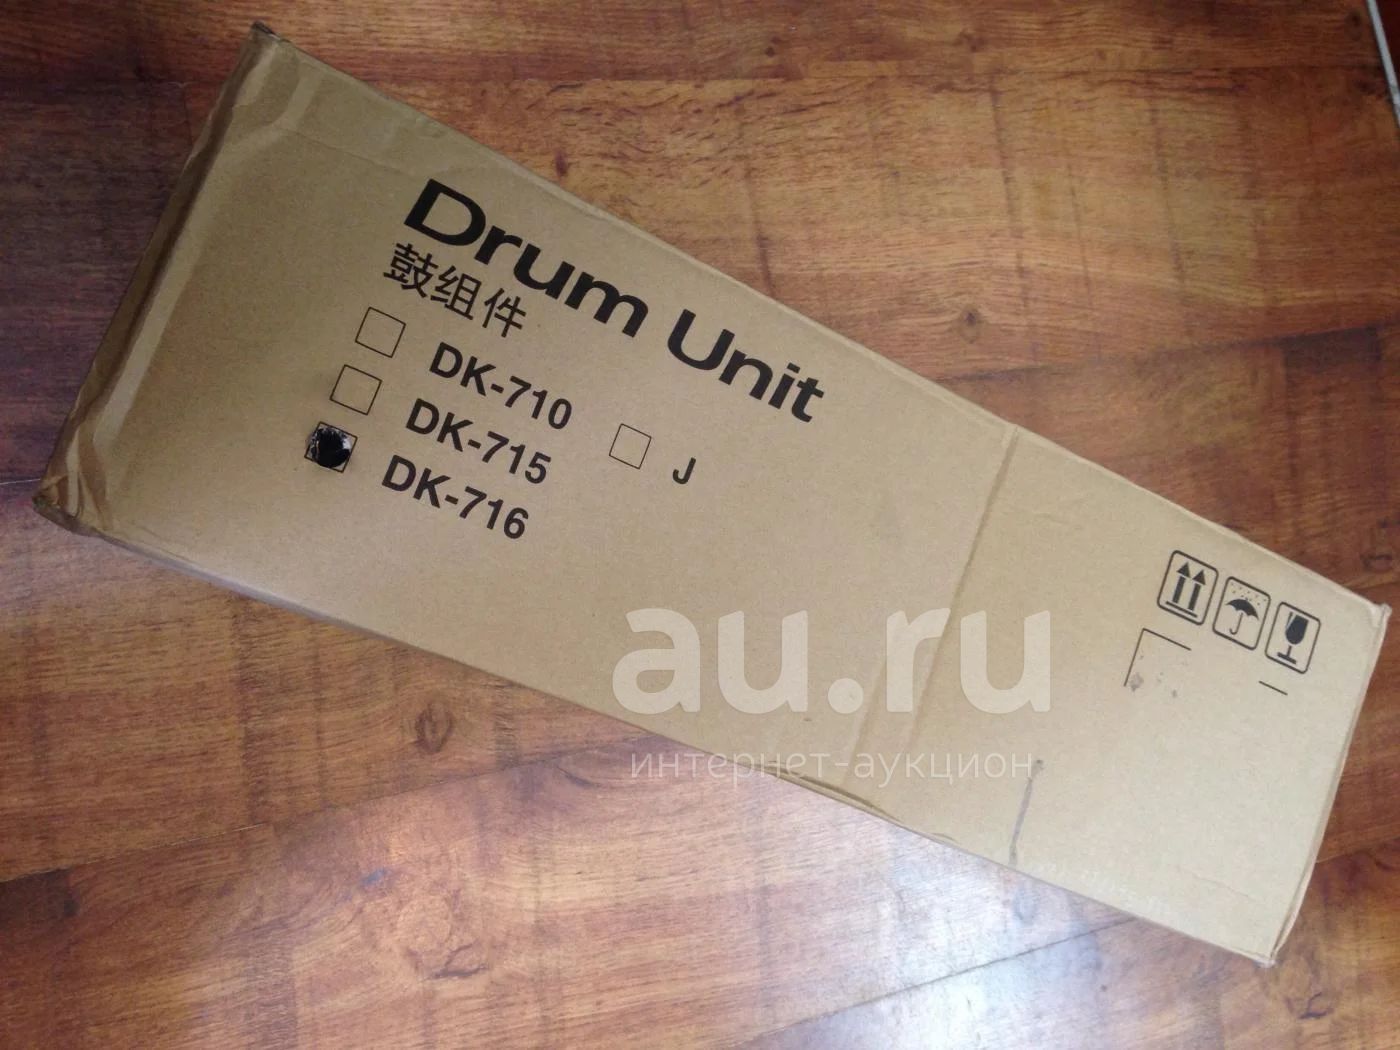 Drum Unit
鼓组件
DK-710
DK-715
J
DK-716
au.ru
интернет-аукцион